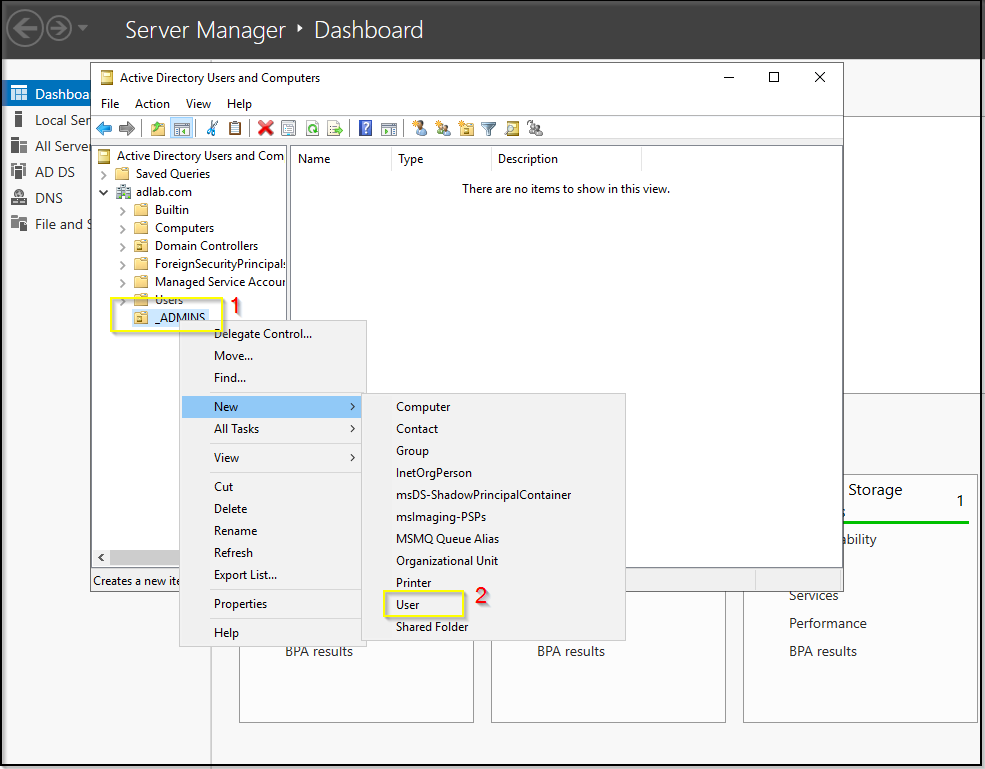 Server Manager ‣ Dashboard
Active Directory Users and Computers
File Action View Help
Dashboa
Local Ser
All Server
AD DS
DNS
File and S
Active Directory Users and Com
Saved Queries
adlab.com
Builtin
Computers
Domain Controllers
ForeignSecurityPrincipals
Managed Service Accour
Users
_ADMINS
1
Name Type Description
There are no items to show in this view.
Delegate Control...
Move...
Find...
New
All Tasks
View
Cut
Delete
Rename
Refresh
Export List...
Properties
Help
Computer
Contact
Group
InetOrgPerson
msDS-ShadowPrincipalContainer
msImaging-PSPs
MSMQ Queue Alias
Organizational Unit
Printer
User
2
Shared Folder
Creates a new ite
Storage
1
ability
Services
Performance
BPA results
BPA results
BPA results